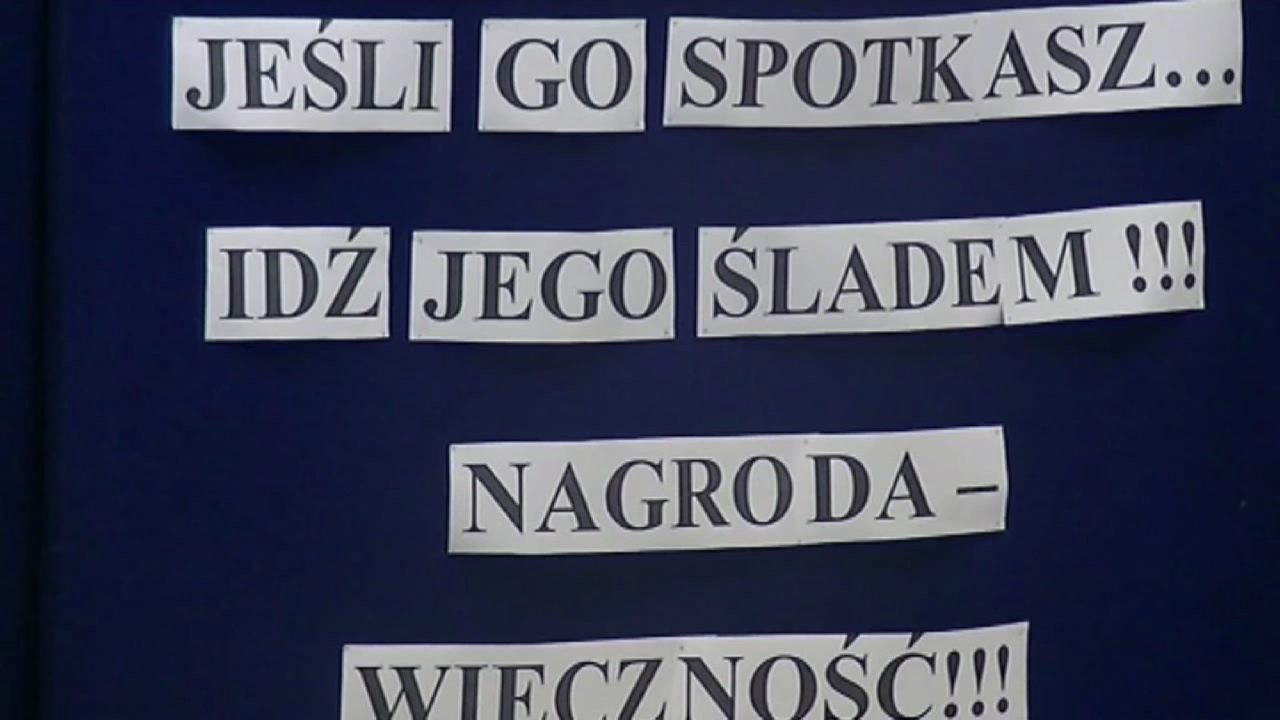 JEŚLI GO SPOTKASZ...
IDŹ JEGO ŚLADEM !!!
NAGRODA –
WIECZNOŚĆ!!!